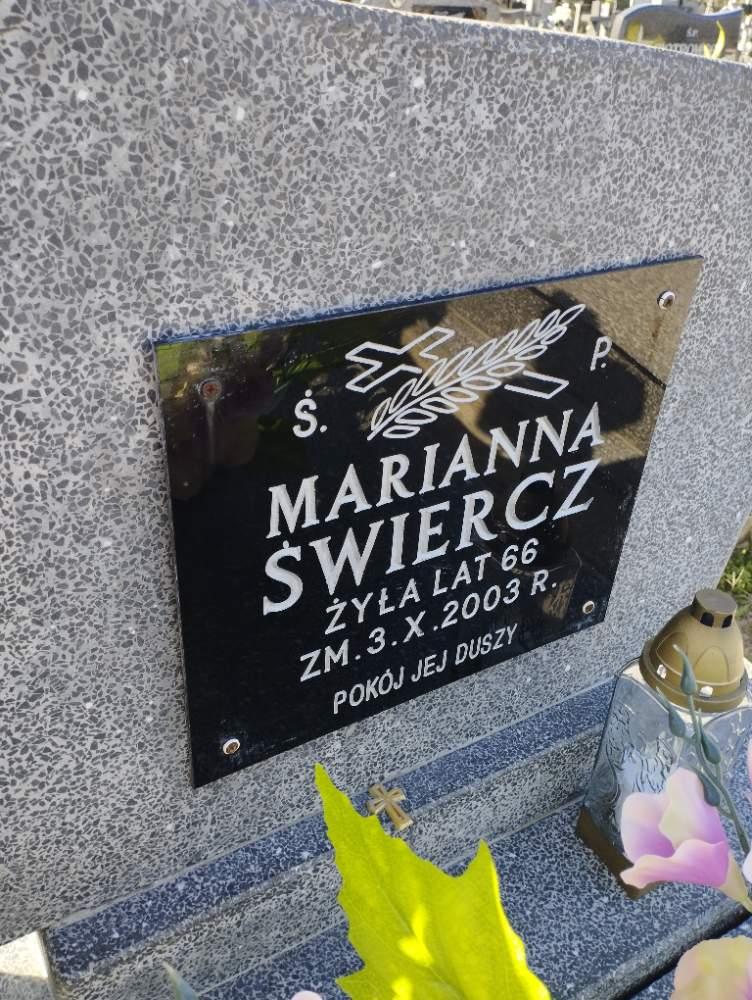 Ś. P.
MARIANNA
ŚWIERCZ
ŻYŁA LAT 66
ZM. 3. X. 2003 R.
POKÓJ JEJ DUSZY